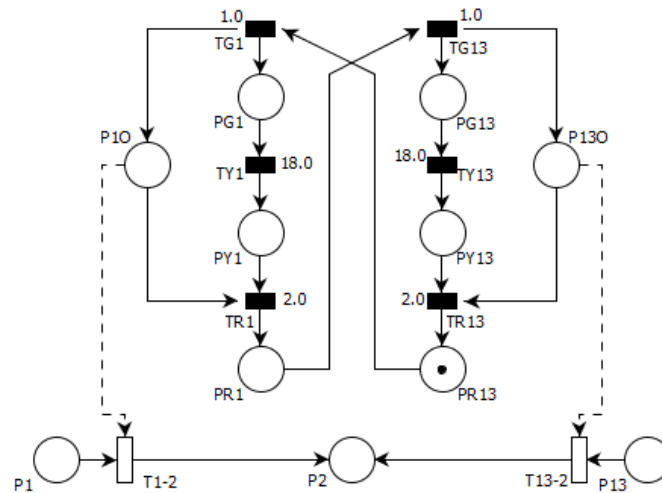 1.0
1.0
TG1
TG13
PG1
PG13
P1O
P13O
TY1
18.0
18.0
TY13
PY1
PY13
2.0
2.0
TR1
TR13
PR1
PR13
P1
T1-2
P2
T13-2
P13